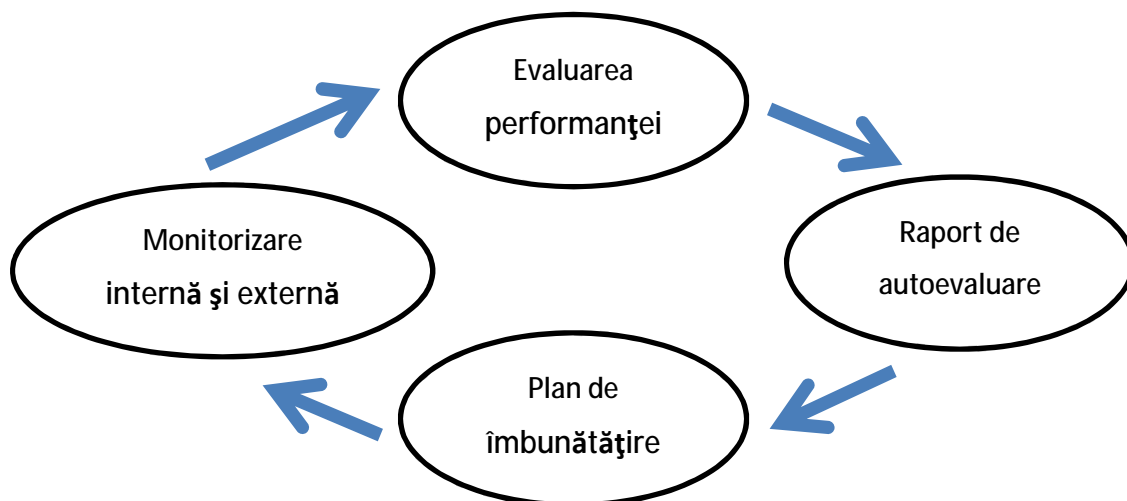 Evaluarea
performanţei
Raport de
autoevaluare
Plan de
îmbunătăţire
Monitorizare
internă şi externă